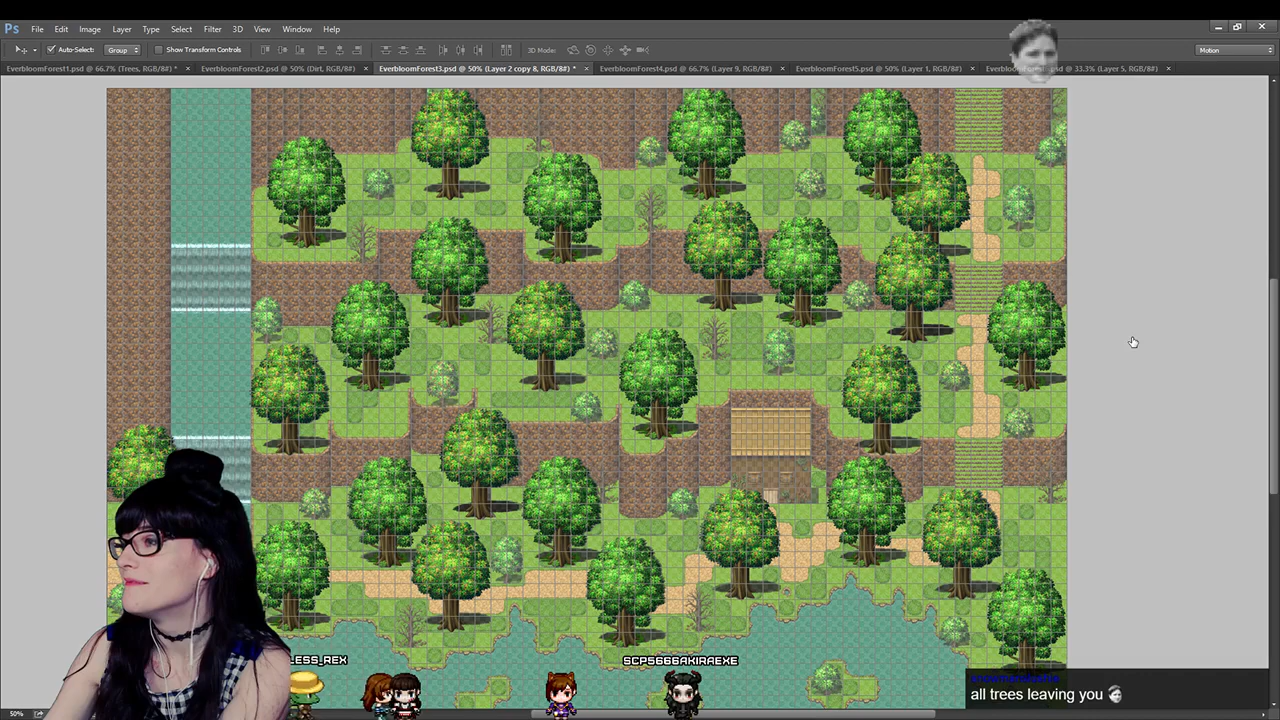 Ps File Edit Image Layer Type Select Filter 3D View Window Help
Auto-Select: Group Show Transform Controls 3D Mode: Motion
EverbloomForest1.psd @ 66.7% (Trees, RGB/8#) * × EverbloomForest2.psd @ 50% (Dirt, RGB/8#) × EverbloomForest3.psd @ 50% (Layer 2 copy 8, RGB/8#) * × EverbloomForest4.psd @ 66.7% (Layer 9, RGB/8#) × EverbloomForest5.psd @ 50% (Layer 1, RGB/8#) × @ 33.3% (Layer 5, RGB/8#) ×
LESS_REX
SCP5666AKIRAEXE
all trees leaving you
50%